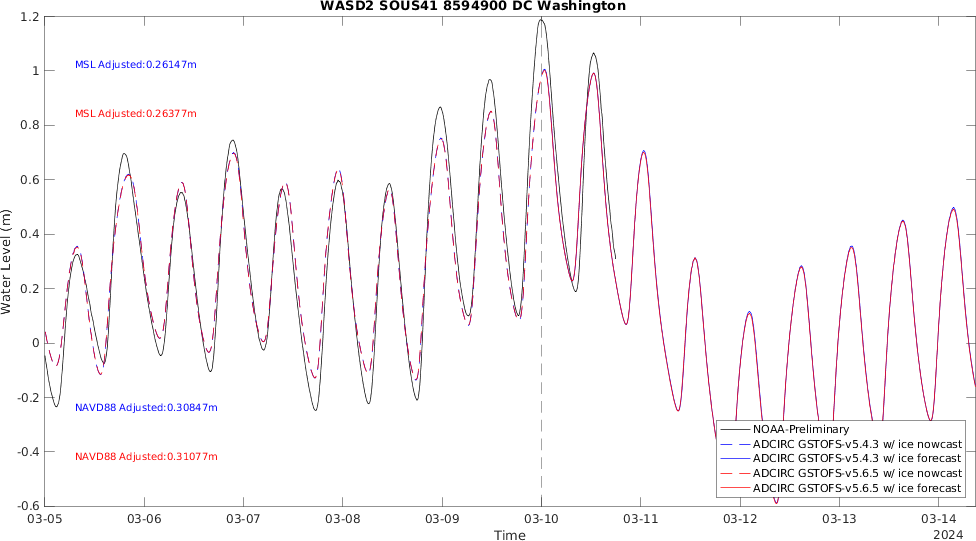 WASD2 SOUS41 8594900 DC Washington
1.2
1
0.8
0.6
0.4
0.2
0
-0.2
-0.4
-0.6
Water Level (m)
MSL Adjusted:0.26147m
MSL Adjusted:0.26377m
NAVD88 Adjusted:0.30847m
NAVD88 Adjusted:0.31077m
NOAA-Preliminary
ADCIRC GSTOFS-v5.4.3 w/ ice nowcast
ADCIRC GSTOFS-v5.4.3 w/ ice forecast
ADCIRC GSTOFS-v5.6.5 w/ ice nowcast
ADCIRC GSTOFS-v5.6.5 w/ ice forecast
03-05 03-06 03-07 03-08 03-09 03-10 03-11 03-12 03-13 03-14
2024
Time